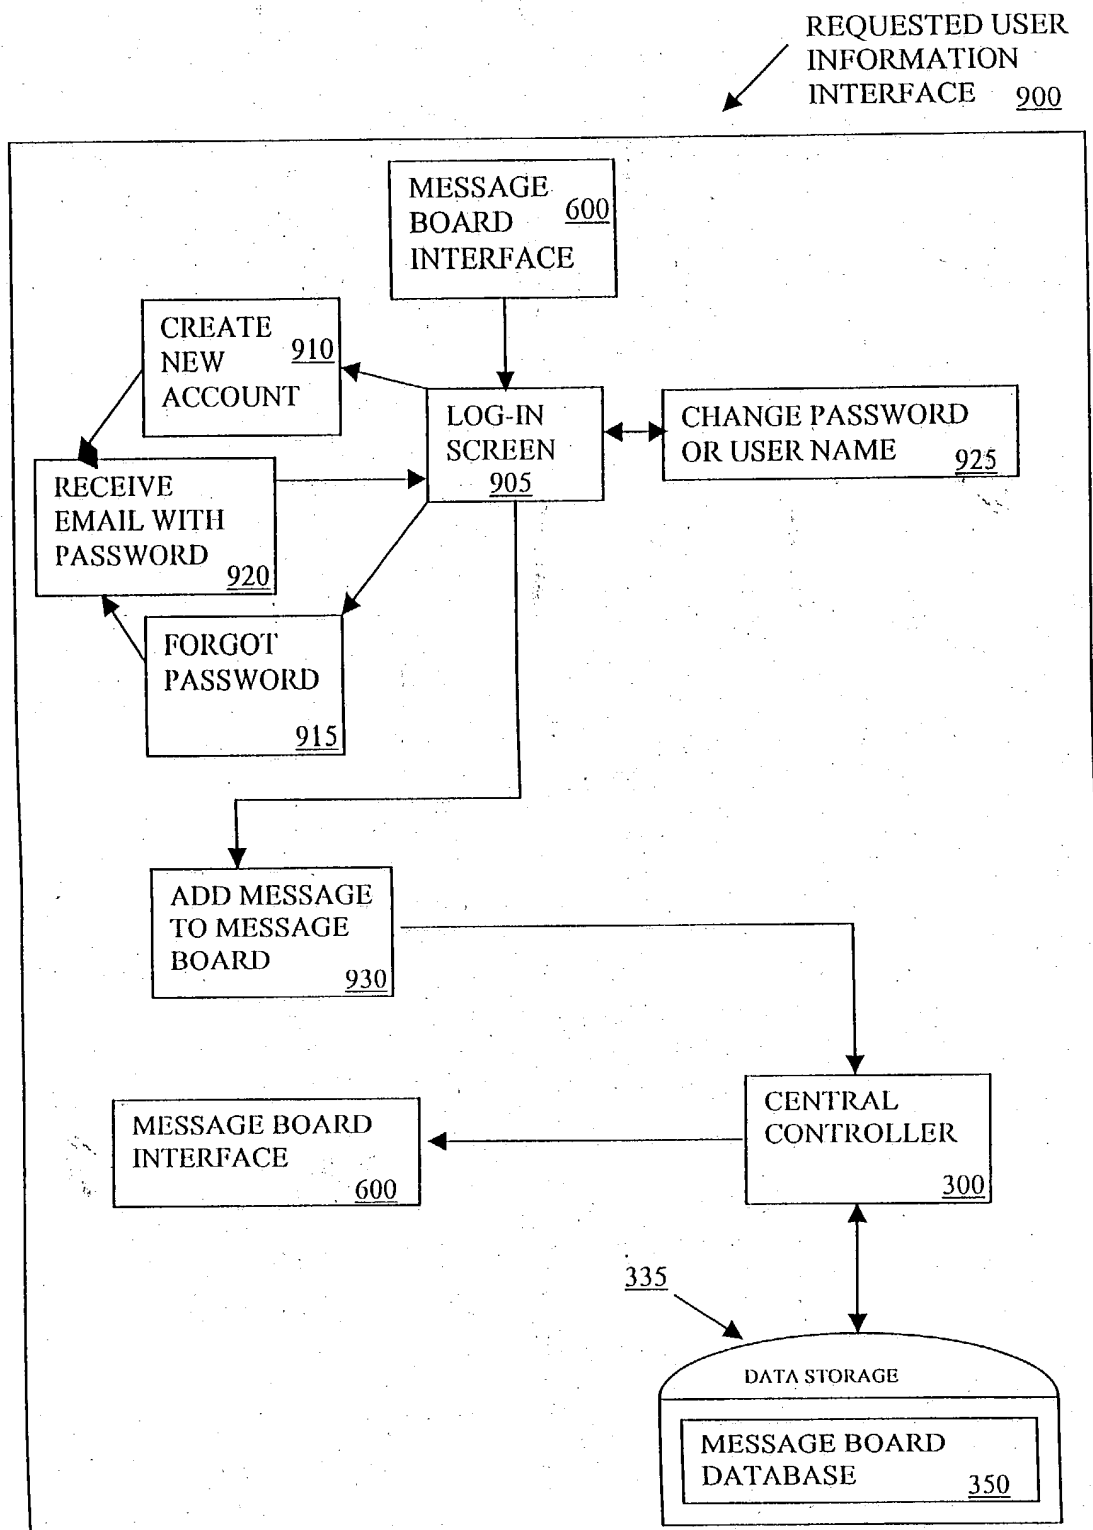 REQUESTED USER
INFORMATION
INTERFACE 900
MESSAGE
BOARD 600
INTERFACE
CREATE
NEW 910
ACCOUNT
LOG-IN
SCREEN
905
CHANGE PASSWORD
OR USER NAME 925
RECEIVE
EMAIL WITH
PASSWORD
920
FORGOT
PASSWORD
915
ADD MESSAGE
TO MESSAGE
BOARD 930
CENTRAL
CONTROLLER
300
MESSAGE BOARD
INTERFACE
600
335
DATA STORAGE
MESSAGE BOARD
DATABASE 350